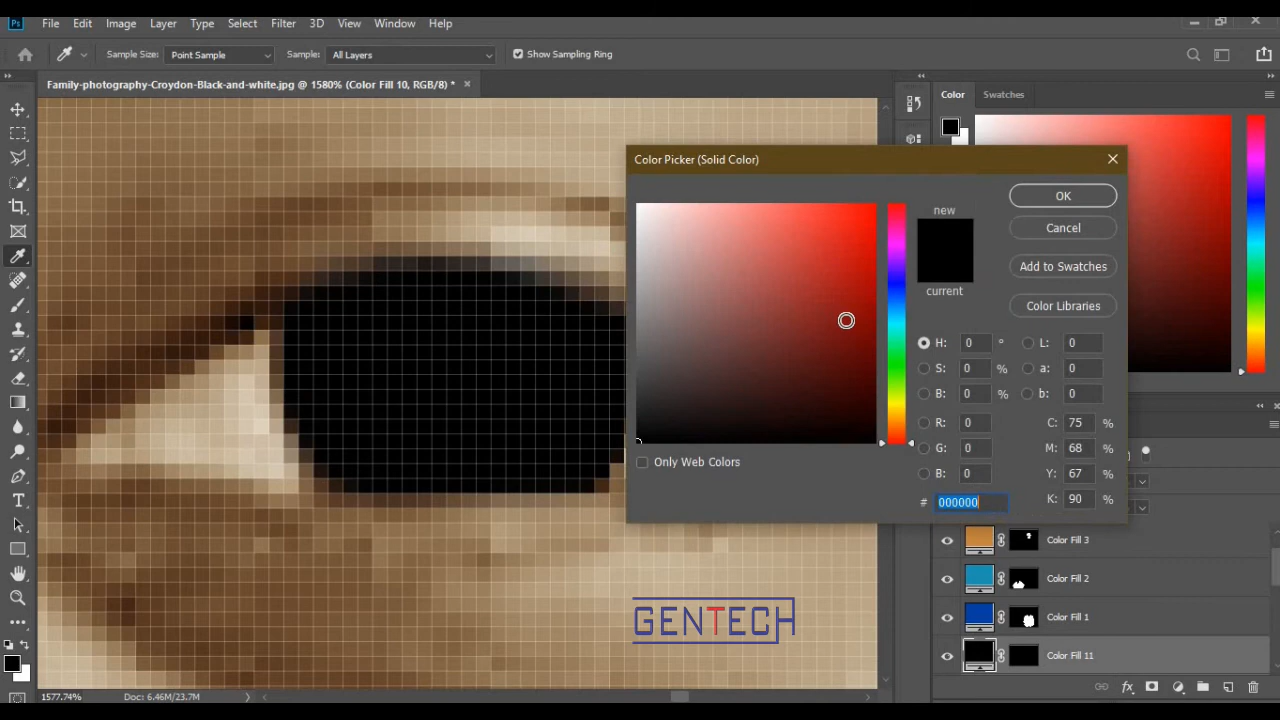 Ps File Edit Image Layer Type Select Filter 3D View Window Help
Sample Size: Point Sample Sample: All Layers Show Sampling Ring
Family-photography-Croydon-Black-and-white.jpg @ 1580% (Color Fill 10, RGB/8) * ×
Color Swatches
Color Picker (Solid Color)
OK
new
Cancel
Add to Swatches
current
Color Libraries
H: 0 ° L: 0
S: 0 % a: 0
B: 0 % b: 0
R: 0 C: 75 %
G: 0 M: 68 %
B: 0 Y: 67 %
# 000000 K: 90 %
Only Web Colors
Color Fill 3
Color Fill 2
Color Fill 1
Color Fill 11
GENTECH
1577.74% Doc: 6.46M/23.7M
fx